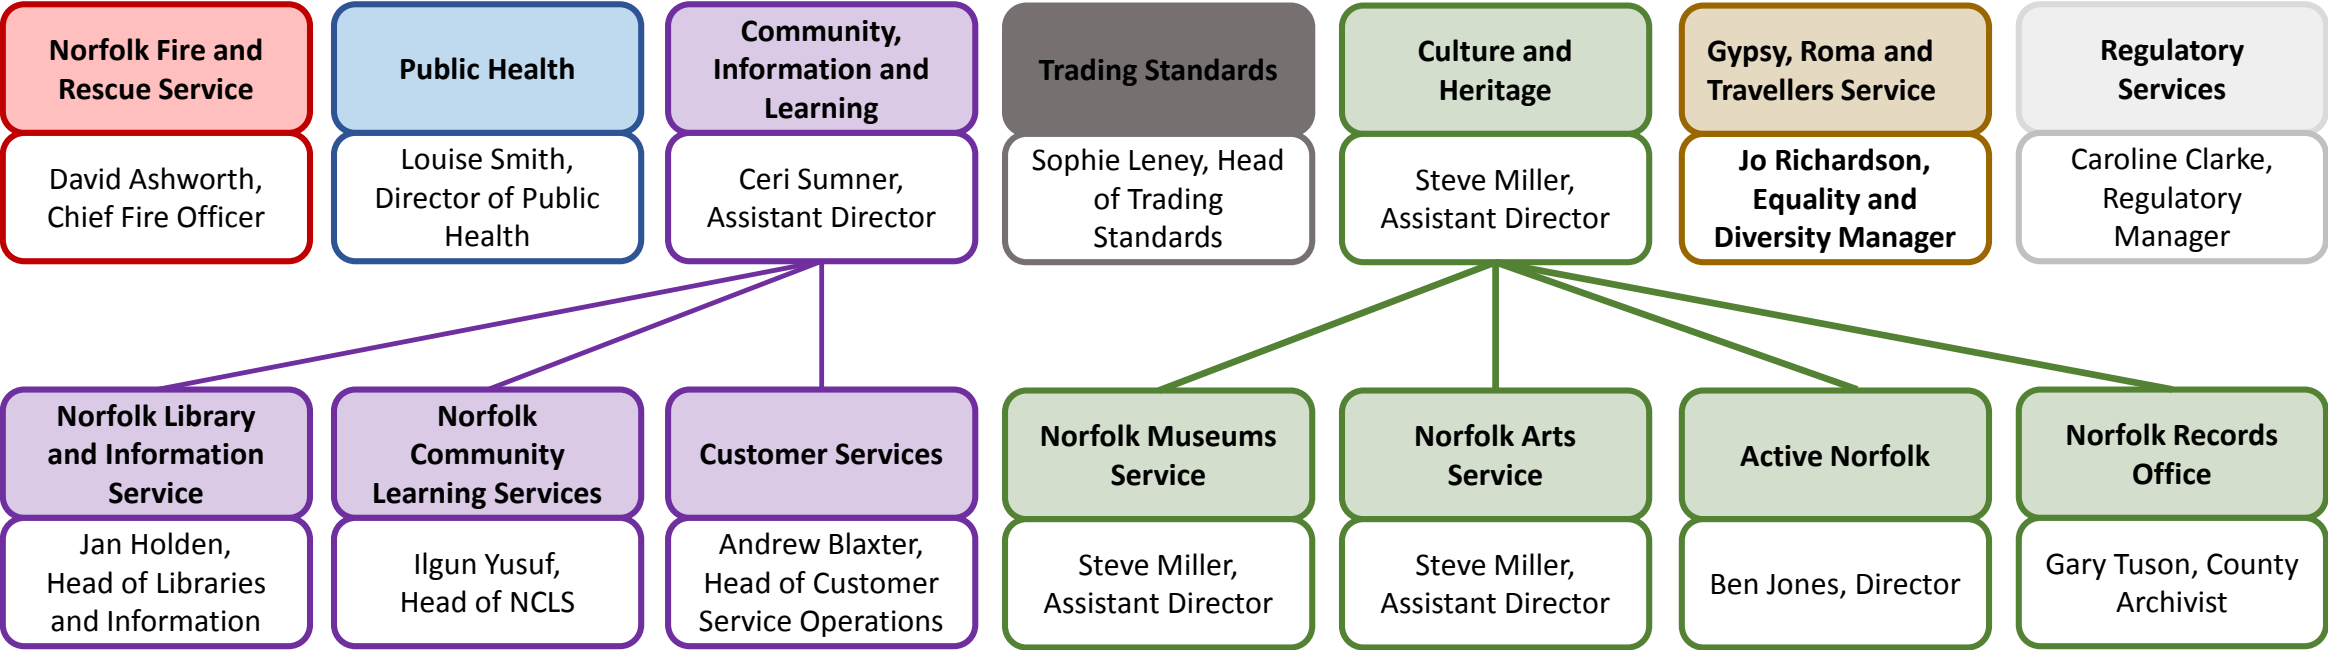 Norfolk Fire and
Rescue Service
David Ashworth,
Chief Fire Officer
Public Health
Louise Smith,
Director of Public
Health
Community,
Information and
Learning
Ceri Sumner,
Assistant Director
Trading Standards
Sophie Leney, Head
of Trading
Standards
Culture and
Heritage
Steve Miller,
Assistant Director
Gypsy, Roma and
Travellers Service
Jo Richardson,
Equality and
Diversity Manager
Regulatory
Services
Caroline Clarke,
Regulatory
Manager
Norfolk Library
and Information
Service
Jan Holden,
Head of Libraries
and Information
Norfolk
Community
Learning Services
Ilgun Yusuf,
Head of NCLS
Customer Services
Andrew Blaxter,
Head of Customer
Service Operations
Norfolk Museums
Service
Steve Miller,
Assistant Director
Norfolk Arts
Service
Steve Miller,
Assistant Director
Active Norfolk
Ben Jones, Director
Norfolk Records
Office
Gary Tuson, County
Archivist